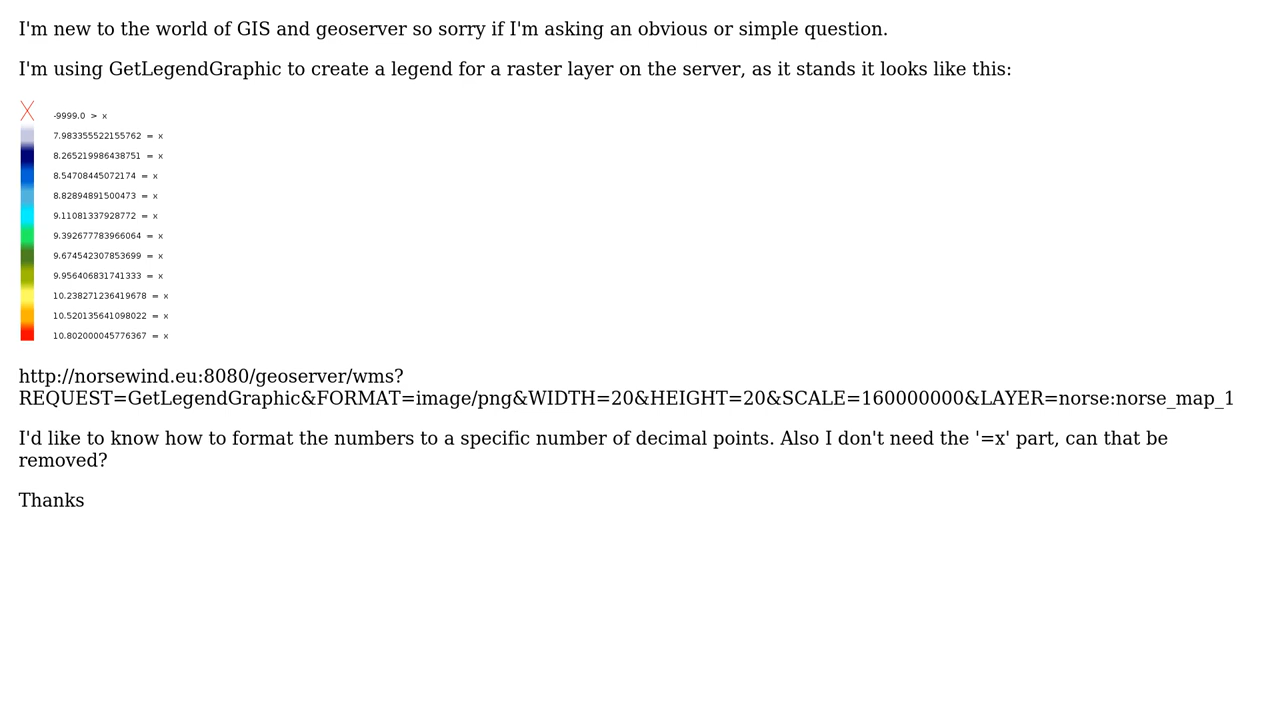 I'm new to the world of GIS and geoserver so sorry if I'm asking an obvious or simple question.
I'm using GetLegendGraphic to create a legend for a raster layer on the server, as it stands it looks like this:
-9999.0 > x
7.983355522155762 = x
8.265219986438751 = x
8.54708445072174 = x
8.82894891500473 = x
9.11081337928772 = x
9.392677783966064 = x
9.674542307853699 = x
9.956406831741333 = x
10.238271236419678 = x
10.520135641098022 = x
10.802000045776367 = x
http://norsewind.eu:8080/geoserver/wms?
REQUEST=GetLegendGraphic&FORMAT=image/png&WIDTH=20&HEIGHT=20&SCALE=160000000&LAYER=norse:norse_map_1
I'd like to know how to format the numbers to a specific number of decimal points. Also I don't need the '=x' part, can that be
removed?
Thanks